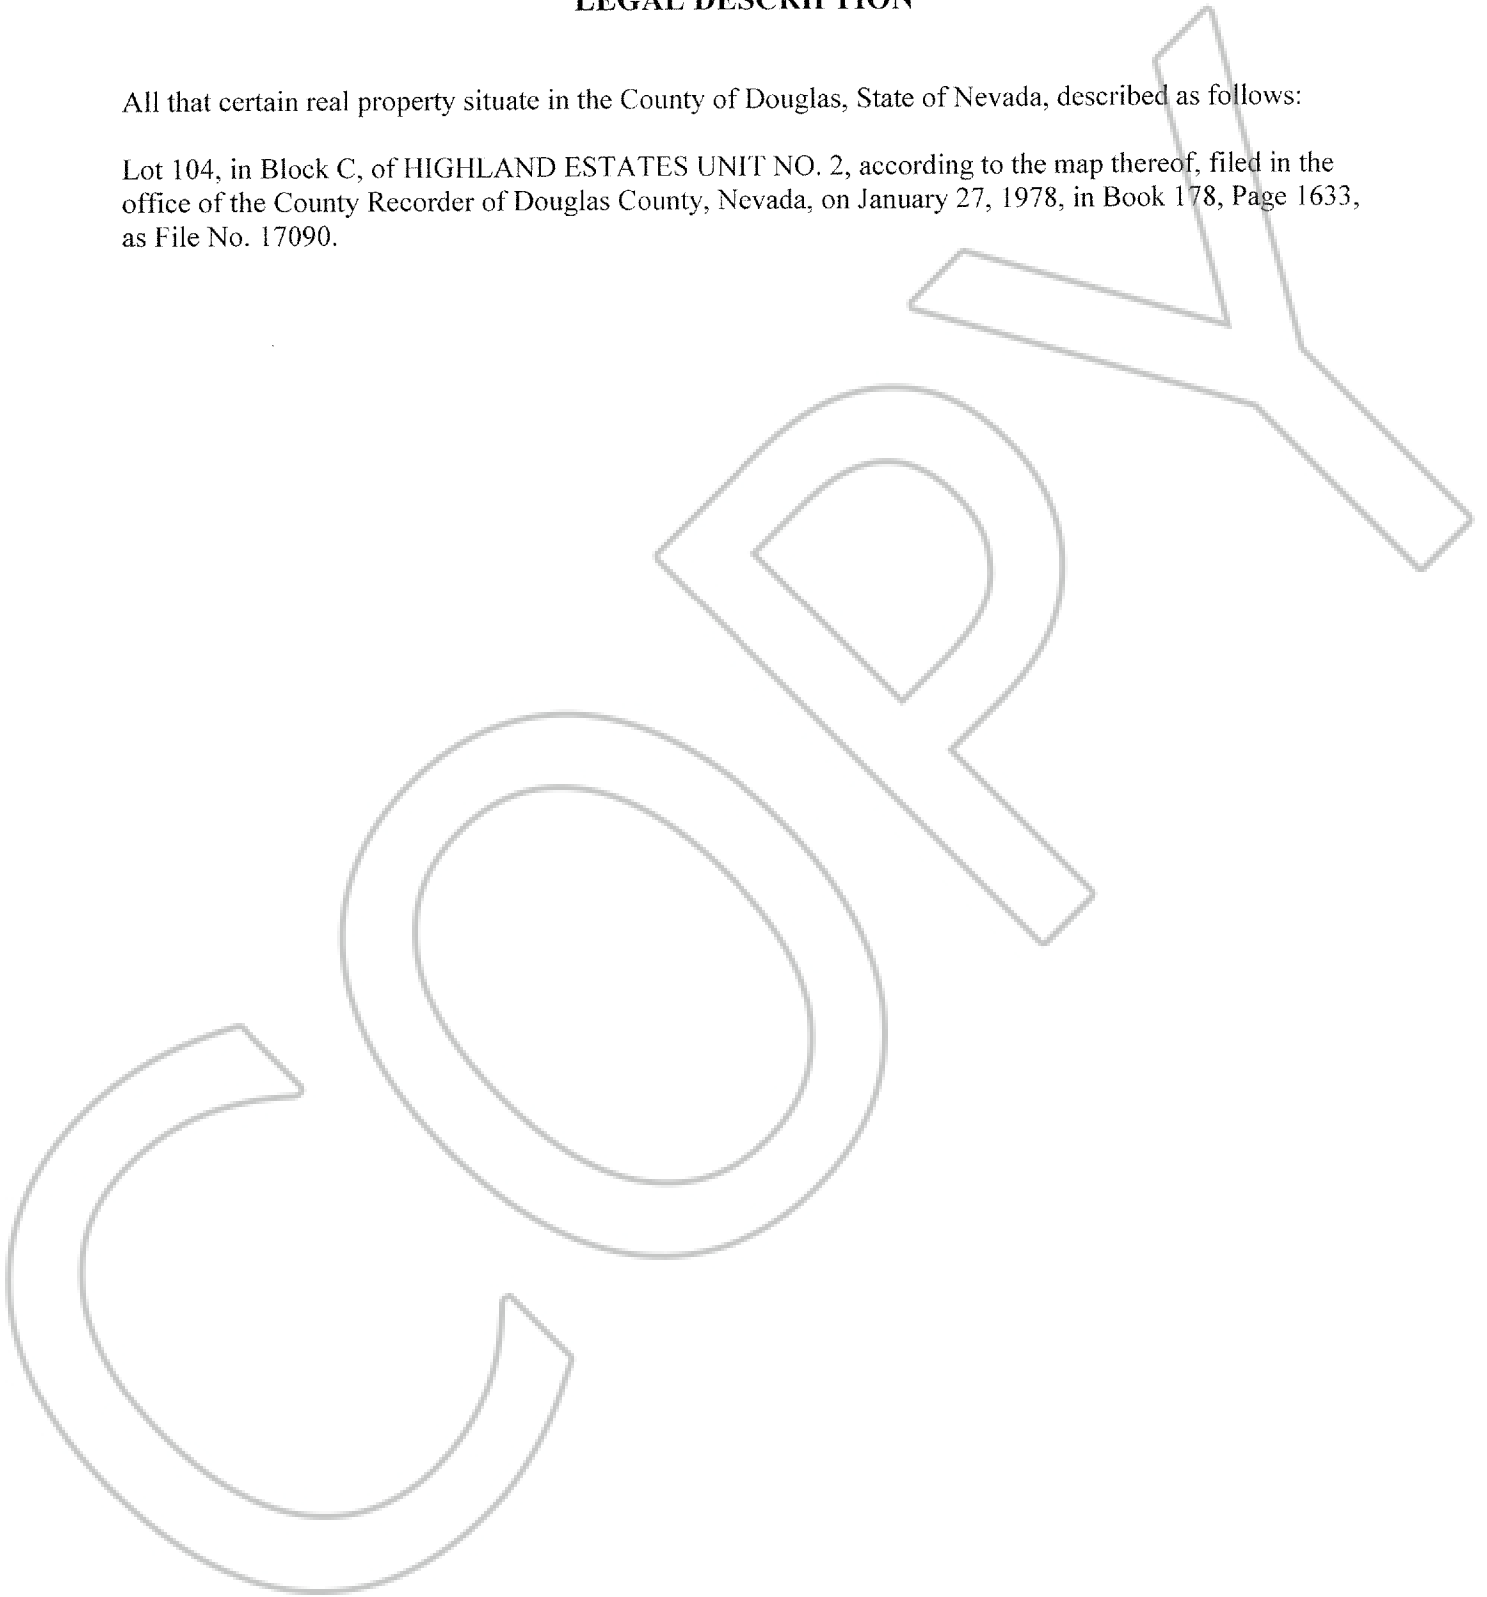 LEGAL DESCRIPTION
All that certain real property situate in the County of Douglas, State of Nevada, described as follows:
Lot 104, in Block C, of HIGHLAND ESTATES UNIT NO. 2, according to the map thereof, filed in the
office of the County Recorder of Douglas County, Nevada, on January 27, 1978, in Book 178, Page 1633,
as File No. 17090.
COPY